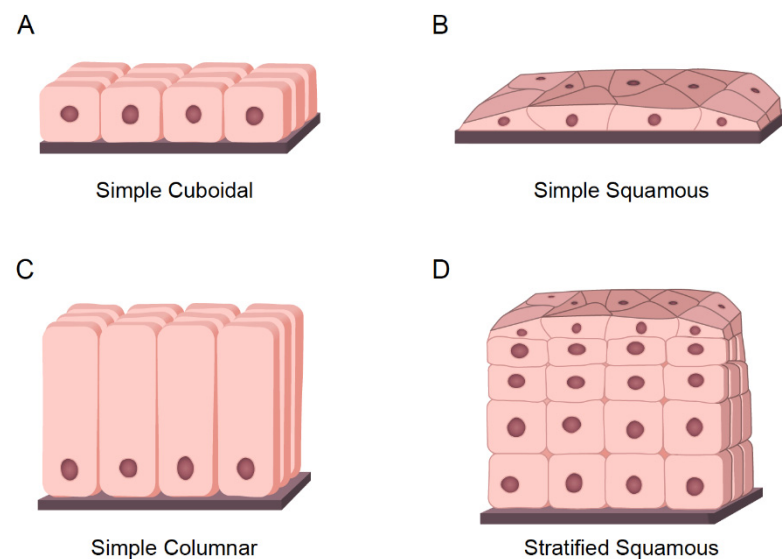 A
B
Simple Cuboidal
Simple Squamous
C
D
Simple Columnar
Stratified Squamous